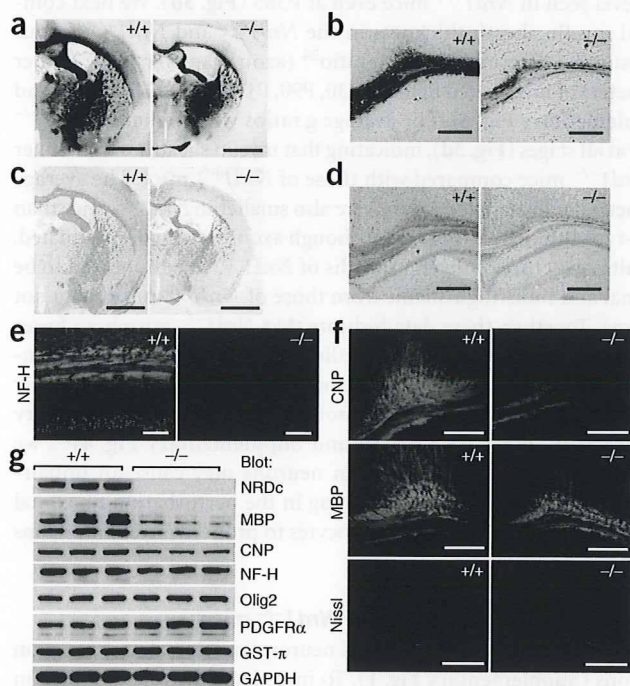 a
+/+
−/−
b
+/+
−/−
c
+/+
−/−
d
+/+
−/−
e
NF-H
+/+
−/−
f
CNP
+/+
−/−
MBP
+/+
−/−
Nissl
+/+
−/−
g
+/+
−/−
Blot:
NRDc
MBP
CNP
NF-H
Olig2
PDGFRα
GST-π
GAPDH